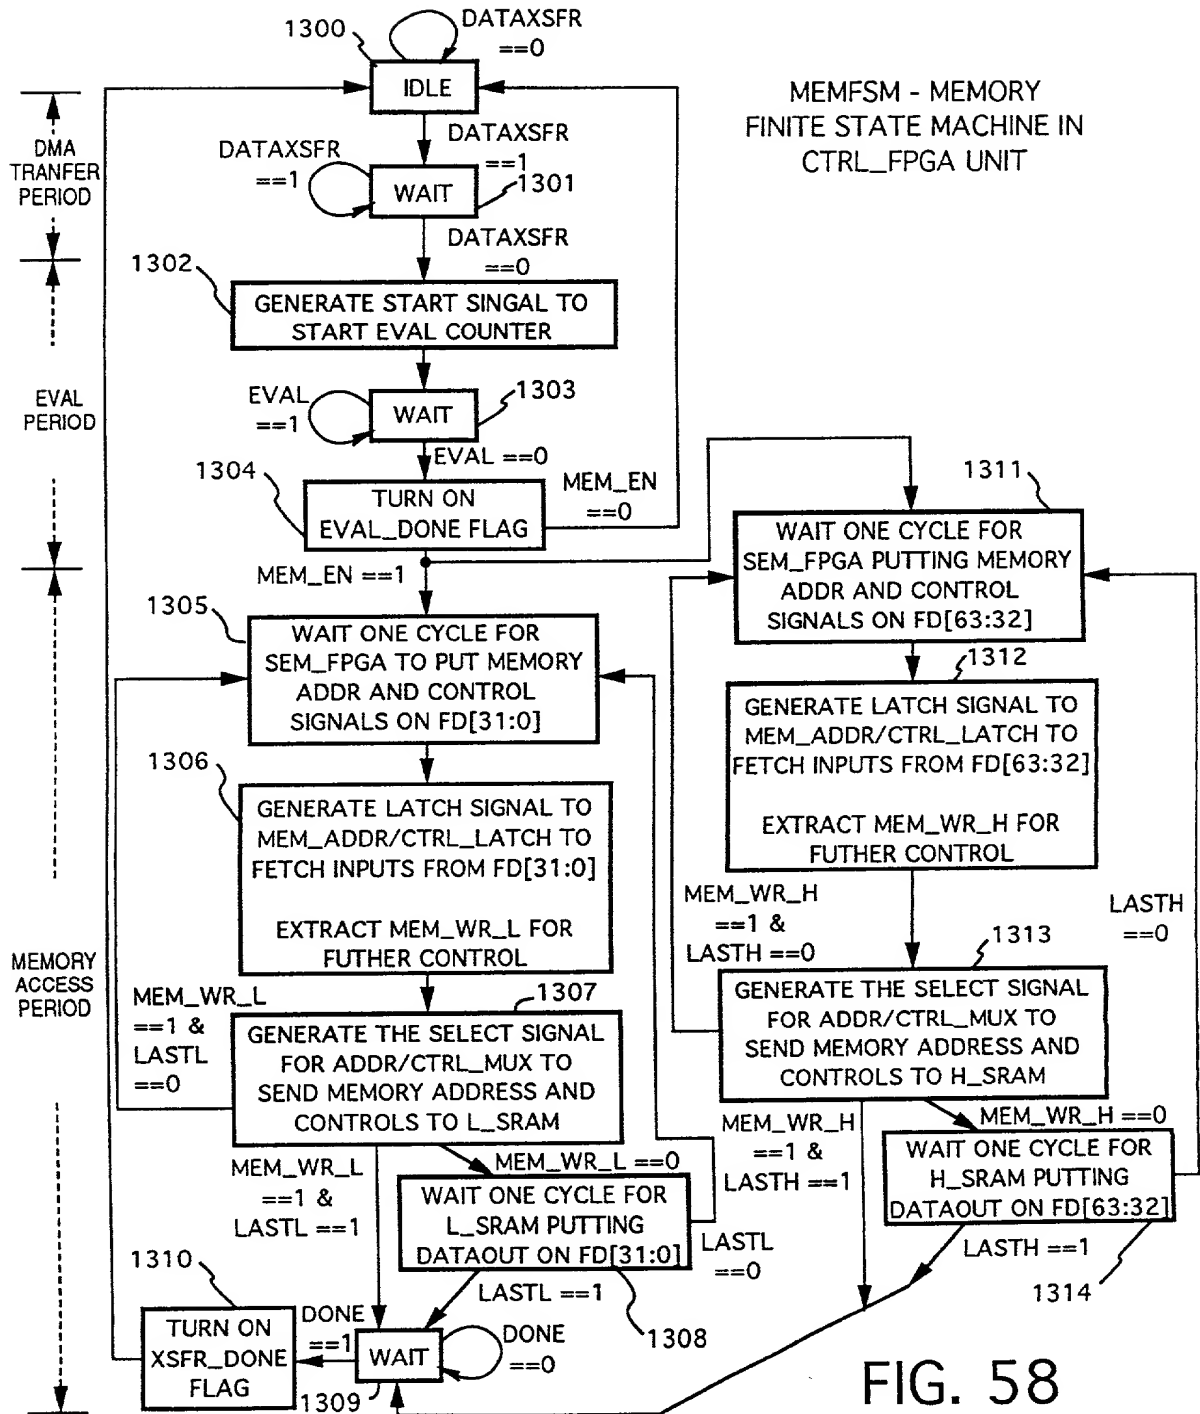 1300
DATAXSFR
==0
IDLE
MEMFSM - MEMORY
FINITE STATE MACHINE IN
CTRL_FPGA UNIT
DMA
TRANFER
PERIOD
DATAXSFR
==1
DATAXSFR
==1
WAIT
1301
DATAXSFR
==0
1302
GENERATE START SINGAL TO
START EVAL COUNTER
EVAL
PERIOD
EVAL
==1
WAIT
1303
EVAL ==0
1304
TURN ON
EVAL_DONE FLAG
MEM_EN
==0
MEM_EN ==1
1305
WAIT ONE CYCLE FOR
SEM_FPGA TO PUT MEMORY
ADDR AND CONTROL
SIGNALS ON FD[31:0]
1306
GENERATE LATCH SIGNAL TO
MEM_ADDR/CTRL_LATCH TO
FETCH INPUTS FROM FD[31:0]
EXTRACT MEM_WR_L FOR
FUTHER CONTROL
MEMORY
ACCESS
PERIOD
MEM_WR_L
==1 &
LASTL
==0
1307
GENERATE THE SELECT SIGNAL
FOR ADDR/CTRL_MUX TO
SEND MEMORY ADDRESS AND
CONTROLS TO L_SRAM
MEM_WR_L
==1 &
LASTL ==1
MEM_WR_L ==0
WAIT ONE CYCLE FOR
L_SRAM PUTTING
DATAOUT ON FD[31:0]
LASTL
==0
1308
LASTL ==1
1310
TURN ON
XSFR_DONE
FLAG
DONE
==1
WAIT
1309
DONE
==0
1311
WAIT ONE CYCLE FOR
SEM_FPGA PUTTING MEMORY
ADDR AND CONTROL
SIGNALS ON FD[63:32]
1312
GENERATE LATCH SIGNAL TO
MEM_ADDR/CTRL_LATCH TO
FETCH INPUTS FROM FD[63:32]
EXTRACT MEM_WR_H FOR
FUTHER CONTROL
MEM_WR_H
==1 &
LASTH ==0
LASTH
==0
1313
GENERATE THE SELECT SIGNAL
FOR ADDR/CTRL_MUX TO
SEND MEMORY ADDRESS AND
CONTROLS TO H_SRAM
MEM_WR_H
==1 &
LASTH ==1
MEM_WR_H ==0
WAIT ONE CYCLE FOR
H_SRAM PUTTING
DATAOUT ON FD[63:32]
LASTH ==1
1314
FIG. 58